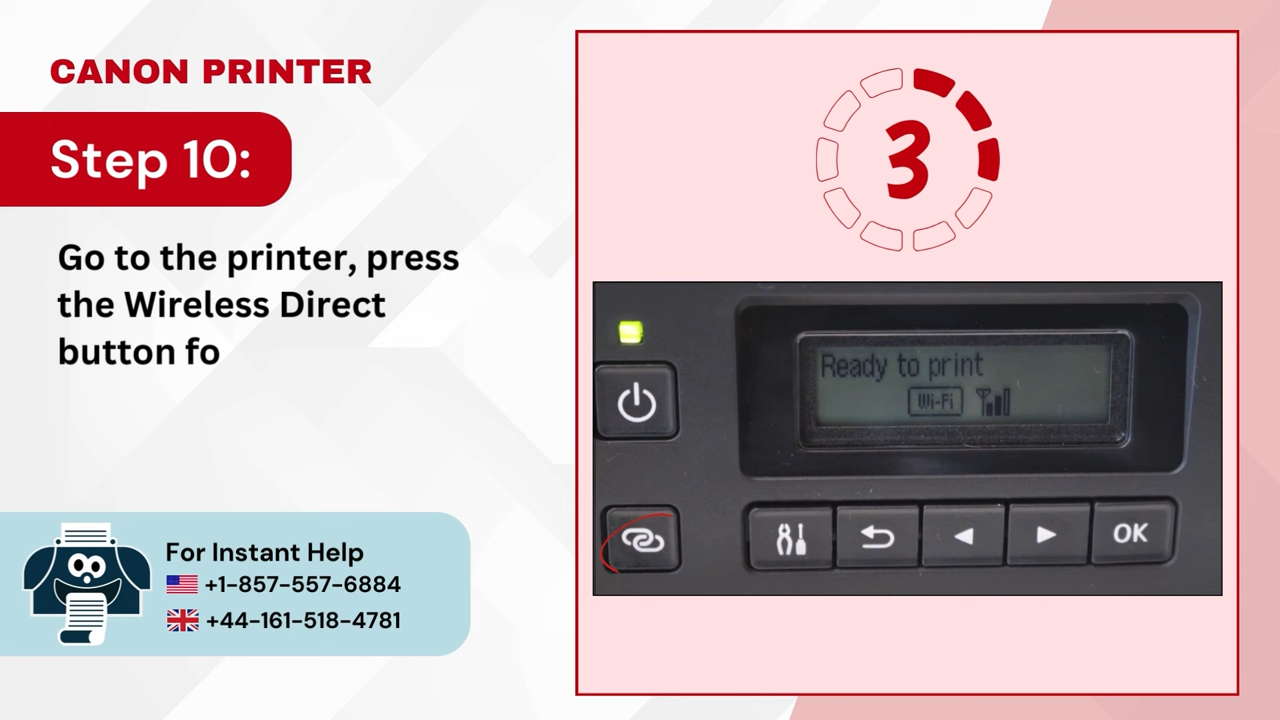 CANON PRINTER
Step 10:
Go to the printer, press
the Wireless Direct
button fo
For Instant Help
+1-857-557-6884
+44-161-518-4781
3
Ready to print
Wi-Fi
OK